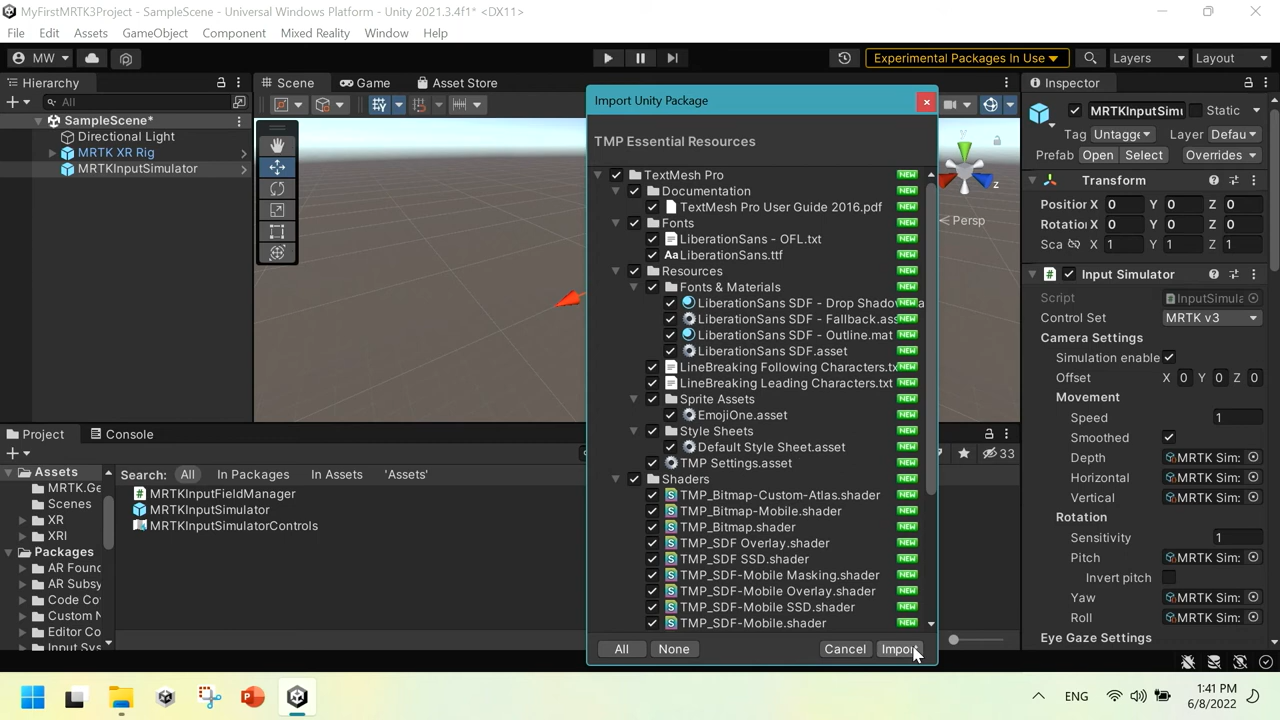 MyFirstMRTK3Project - SampleScene - Universal Windows Platform - Unity 2021.3.4f1* <DX11>
File Edit Assets GameObject Component Mixed Reality Window Help
MW Experimental Packages In Use Layers Layout
Hierarchy
All
SampleScene*
Directional Light
MRTK XR Rig
MRTKInputSimulator
Scene Game Asset Store
y
z
Persp
Import Unity Package
TMP Essential Resources
TextMesh Pro NEW
Documentation NEW
TextMesh Pro User Guide 2016.pdf NEW
Fonts NEW
LiberationSans - OFL.txt NEW
Aa LiberationSans.ttf NEW
Resources NEW
Fonts & Materials NEW
LiberationSans SDF - Drop Shado NEW
LiberationSans SDF - Fallback.ass NEW
LiberationSans SDF - Outline.mat NEW
LiberationSans SDF.asset NEW
LineBreaking Following Characters.tx NEW
LineBreaking Leading Characters.txt NEW
Sprite Assets NEW
EmojiOne.asset NEW
Style Sheets NEW
Default Style Sheet.asset NEW
TMP Settings.asset NEW
Shaders NEW
TMP_Bitmap-Custom-Atlas.shader NEW
TMP_Bitmap-Mobile.shader NEW
TMP_Bitmap.shader NEW
TMP_SDF Overlay.shader NEW
TMP_SDF SSD.shader NEW
TMP_SDF-Mobile Masking.shader NEW
TMP_SDF-Mobile Overlay.shader NEW
TMP_SDF-Mobile SSD.shader NEW
TMP_SDF-Mobile.shader NEW
All None Cancel Import
Inspector
MRTKInputSimu Static
Tag Untagge Layer Defau
Prefab Open Select Overrides
Transform
Position X 0 Y 0 Z 0
Rotatio X 0 Y 0 Z 0
Sca X 1 Y 1 Z 1
# Input Simulator
Script InputSimula
Control Set MRTK v3
Camera Settings
Simulation enable
Offset X 0 Y 0 Z 0
Movement
Speed 1
Smoothed
Depth MRTK Sim:
Horizontal MRTK Sim:
Vertical MRTK Sim:
Rotation
Sensitivity 1
Pitch MRTK Sim:
Invert pitch
Yaw MRTK Sim:
Roll MRTK Sim:
Eye Gaze Settings
Project Console
33
Assets
MRTK.Ge
Scenes
XR
XRI
Packages
AR Found
AR Subsy
Code Co
Custom N
Editor Co
Input Sys
Search: All In Packages In Assets 'Assets'
# MRTKInputFieldManager
MRTKInputSimulator
MRTKInputSimulatorControls
ENG
1:41 PM
6/8/2022